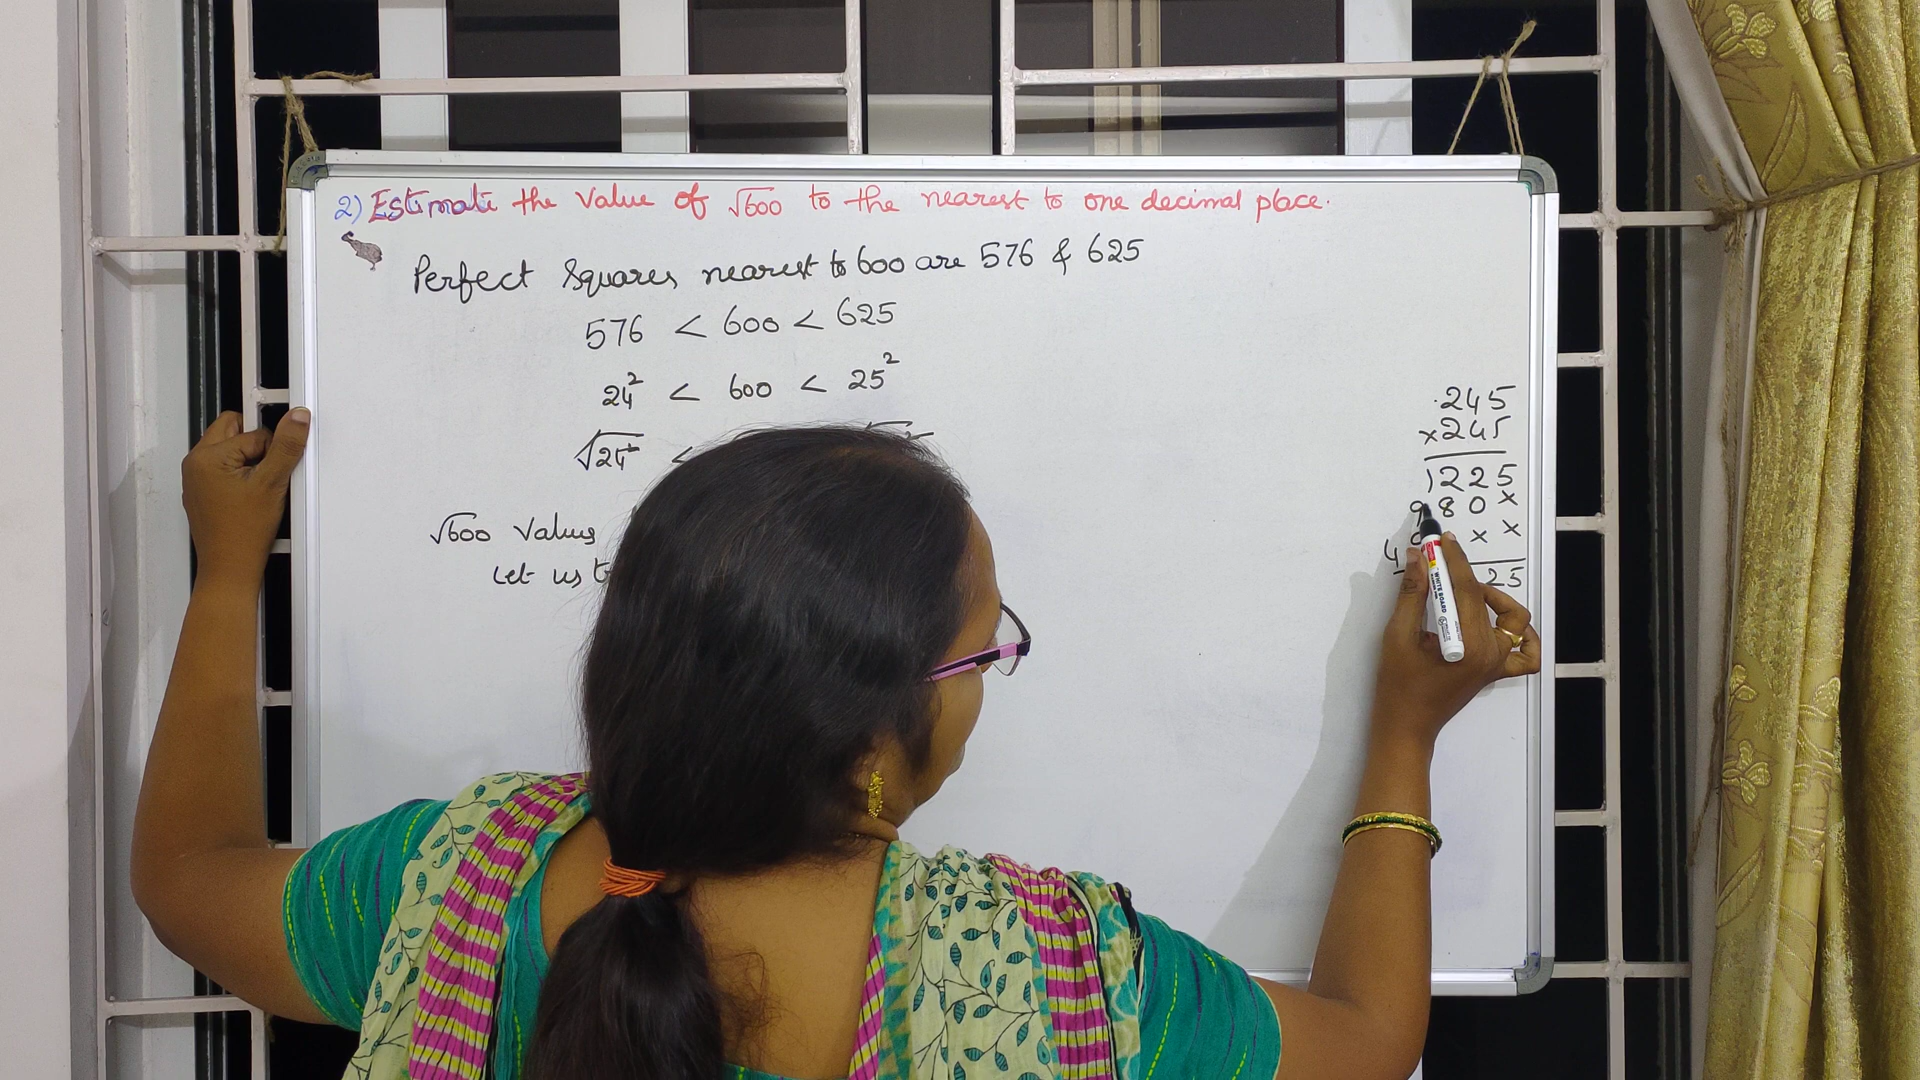 2) Estimate the Value of √600 to the nearest to one decimal place.
Perfect Squares nearest to 600 are 576 & 625
576 < 600 < 625
24² < 600 < 25²
√24² <
√600 Value
Let us
.245
×245
1225
980×
4 × ×
25
WHITE BOARD